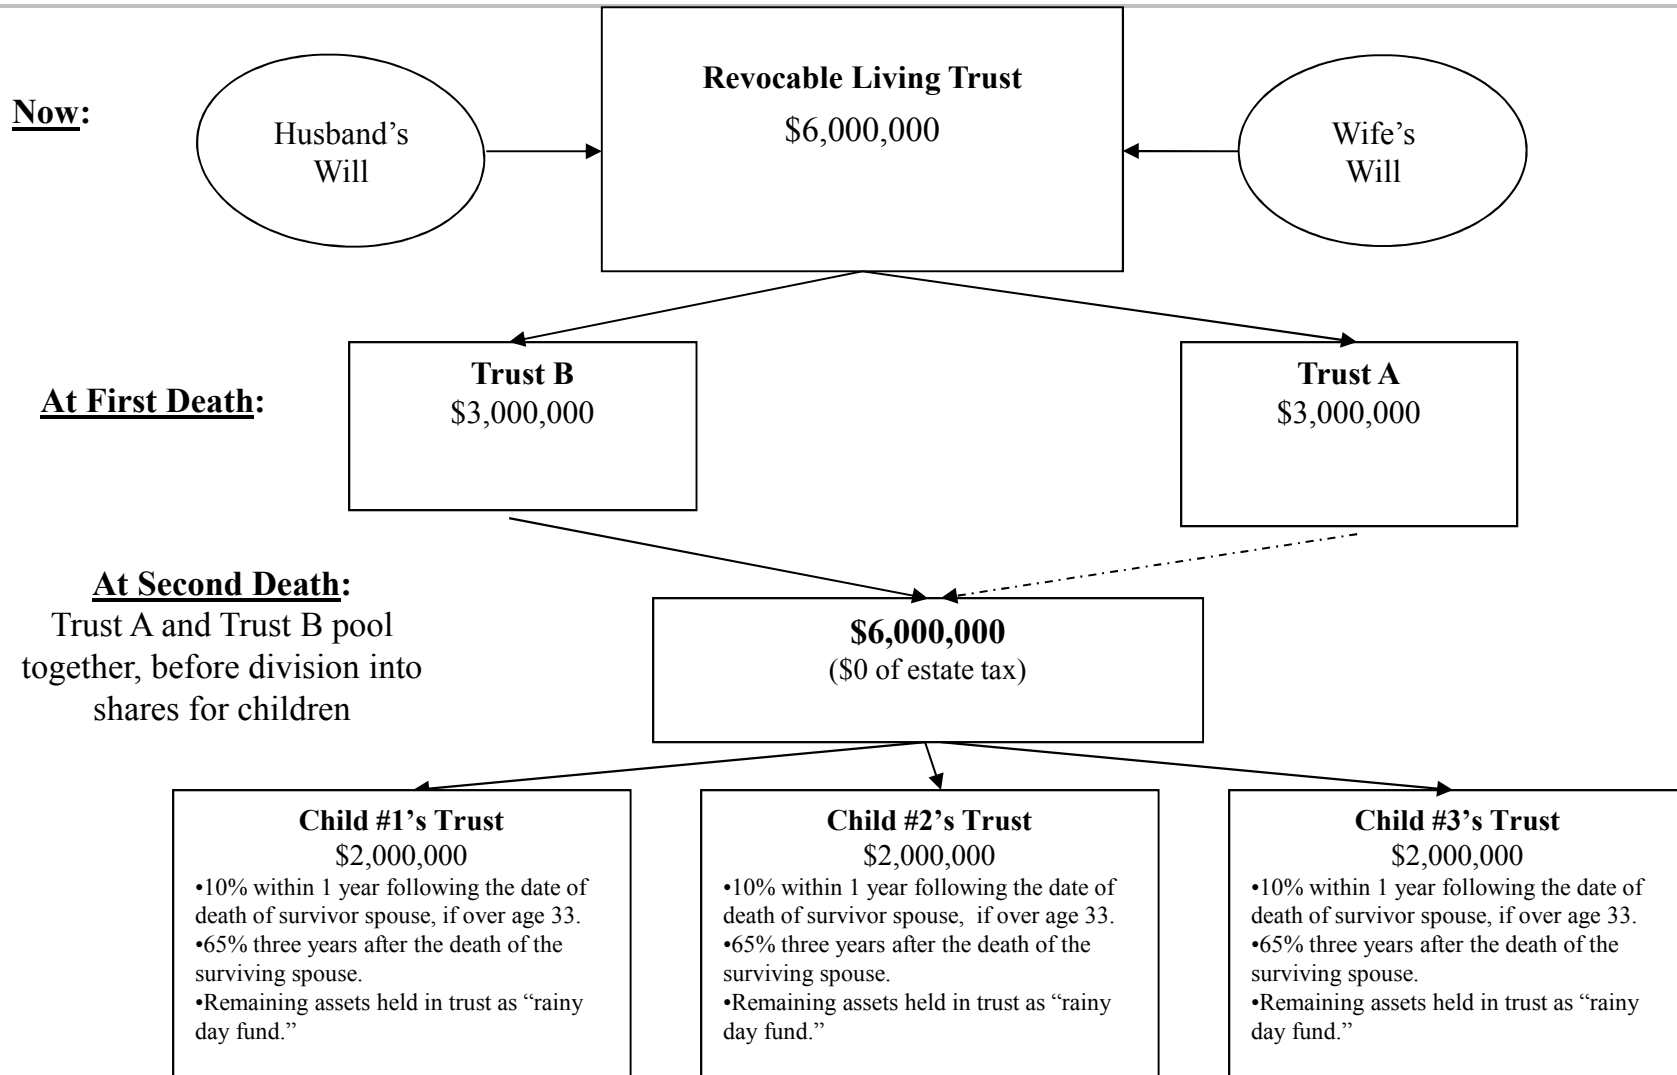 Now:
Husband’s
Will
Revocable Living Trust
$6,000,000
Wife’s
Will
At First Death:
Trust B
$3,000,000
Trust A
$3,000,000
At Second Death:
Trust A and Trust B pool
together, before division into
shares for children
$6,000,000
($0 of estate tax)
Child #1’s Trust
$2,000,000
•10% within 1 year following the date of
death of survivor spouse, if over age 33.
•65% three years after the death of the
surviving spouse.
•Remaining assets held in trust as “rainy
day fund.”
Child #2’s Trust
$2,000,000
•10% within 1 year following the date of
death of survivor spouse,  if over age 33.
•65% three years after the death of the
surviving spouse.
•Remaining assets held in trust as “rainy
day fund.”
Child #3’s Trust
$2,000,000
•10% within 1 year following the date of
death of survivor spouse, if over age 33.
•65% three years after the death of the
surviving spouse.
•Remaining assets held in trust as “rainy
day fund.”